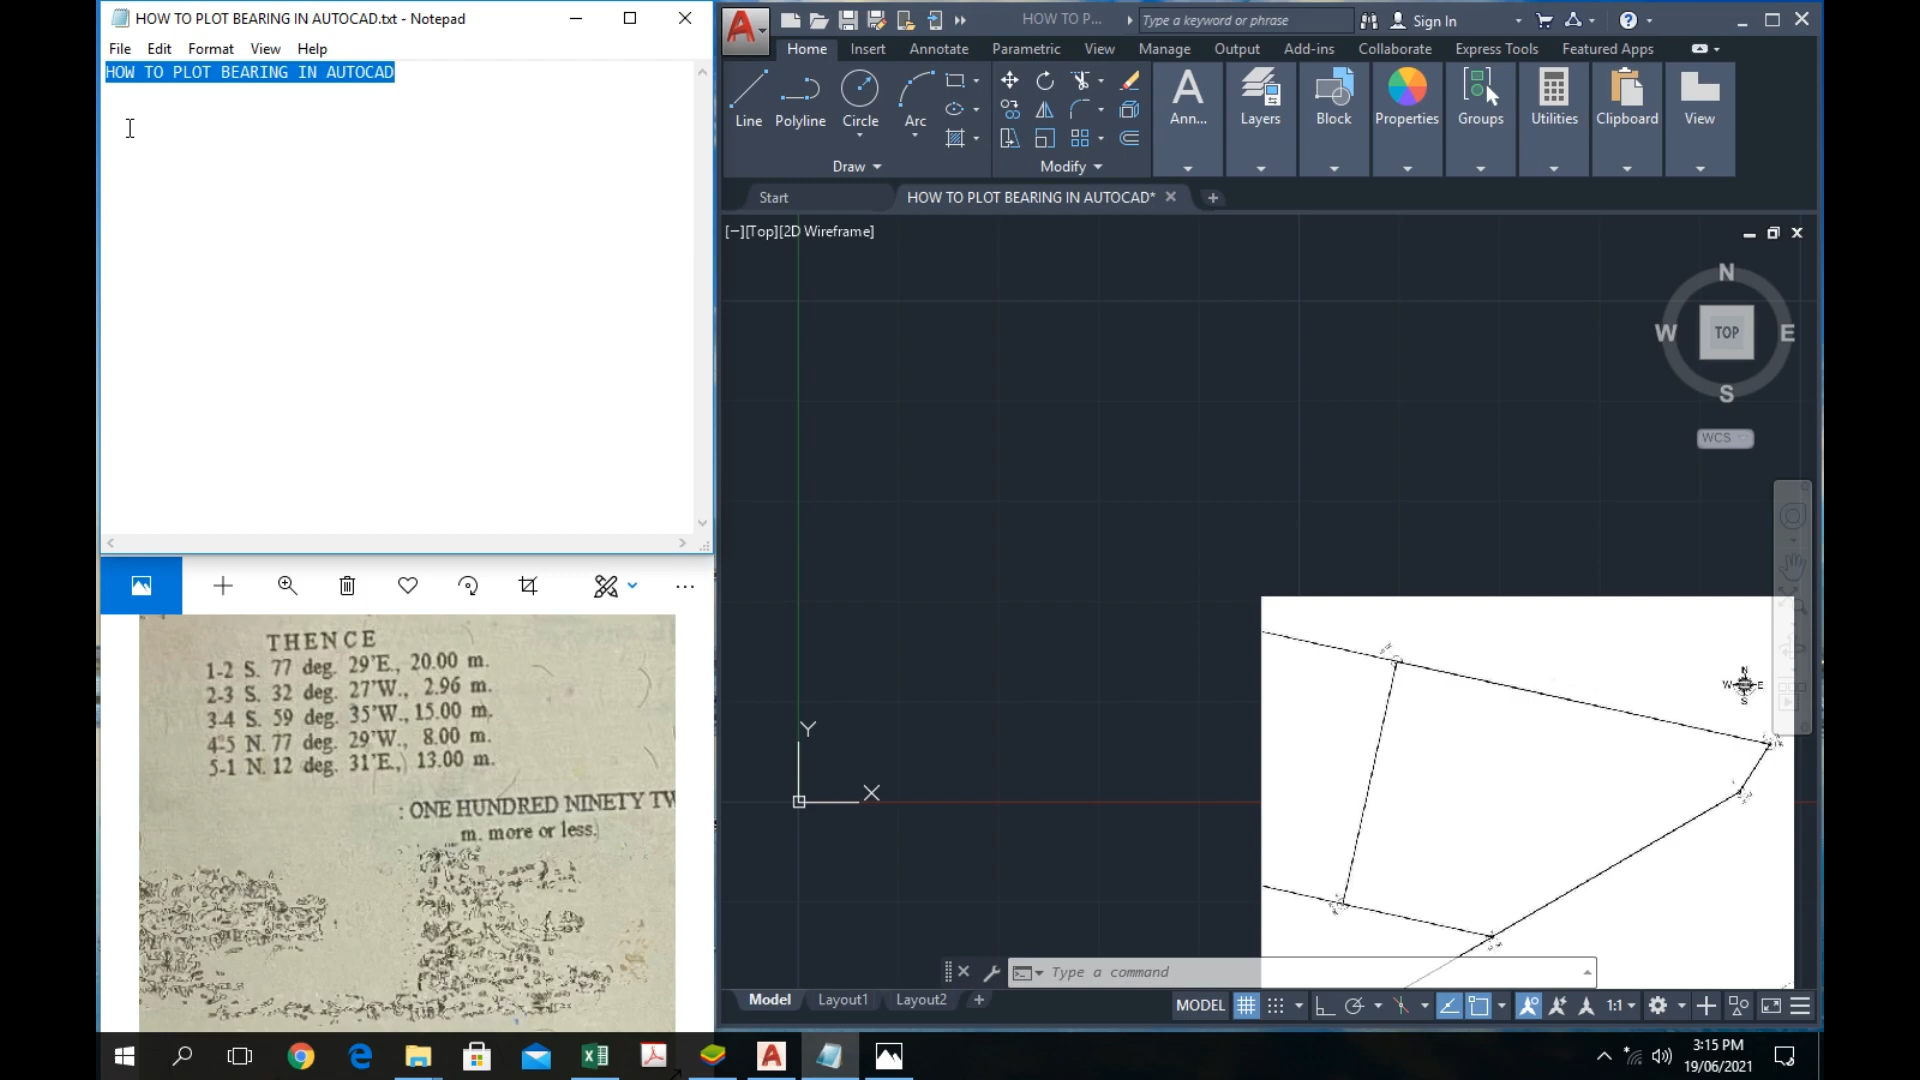 HOW TO PLOT BEARING IN AUTOCAD.txt - Notepad
File Edit Format View Help
HOW TO PLOT BEARING IN AUTOCAD
THENCE
1-2 S. 77 deg. 29'E., 20.00 m.
2-3 S. 32 deg. 27'W., 2.96 m.
3-4 S. 59 deg. 35'W., 15.00 m.
4-5 N. 77 deg. 29'W., 8.00 m.
5-1 N. 12 deg. 31'E., 13.00 m.
: ONE HUNDRED NINETY TW
m. more or less.)
HOW TO P... Type a keyword or phrase Sign In
Home Insert Annotate Parametric View Manage Output Add-ins Collaborate Express Tools Featured Apps
Line Polyline Circle Arc Ann... Layers Block Properties Groups Utilities Clipboard View
Draw Modify
Start HOW TO PLOT BEARING IN AUTOCAD*
[−][Top][2D Wireframe]
N
W TOP E
S
WCS
Y
X
N
W E
S
Type a command
Model Layout1 Layout2 MODEL 1:1
3:15 PM
19/06/2021